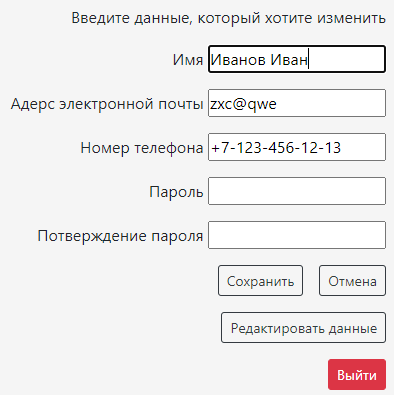 Введите данные, который хотите изменить
Имя Иванов Иван
Адерс электронной почты zxc@qwe
Номер телефона +7-123-456-12-13
Пароль
Потверждение пароля
Сохранить Отмена
Редактировать данные
Выйти